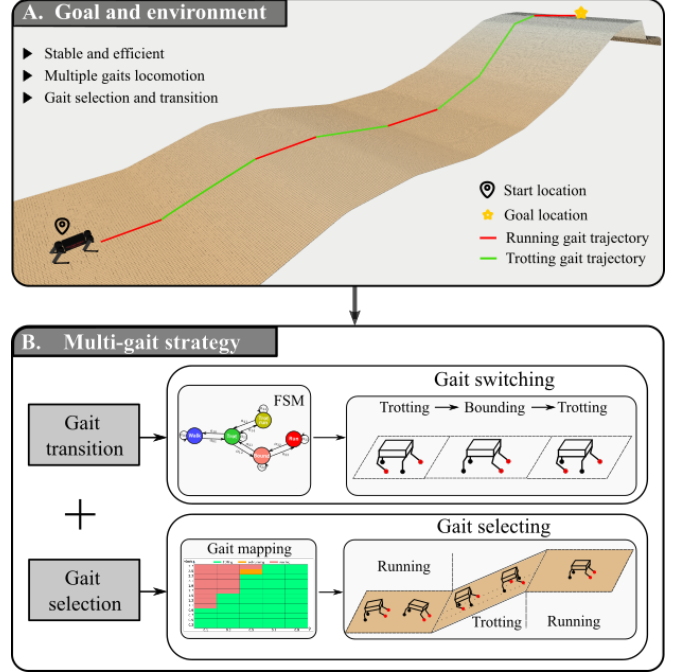 A. Goal and environment
Stable and efficient
Multiple gaits locomotion
Gait selection and transition
Start location
Goal location
Running gait trajectory
Trotting gait trajectory
B. Multi-gait strategy
Gait switching
Gait
transition
FSM
Walk
Trot
Run
Trotting Bounding Trotting
+
Gait selecting
Gait
selection
Gait mapping
Running
Trotting
Running